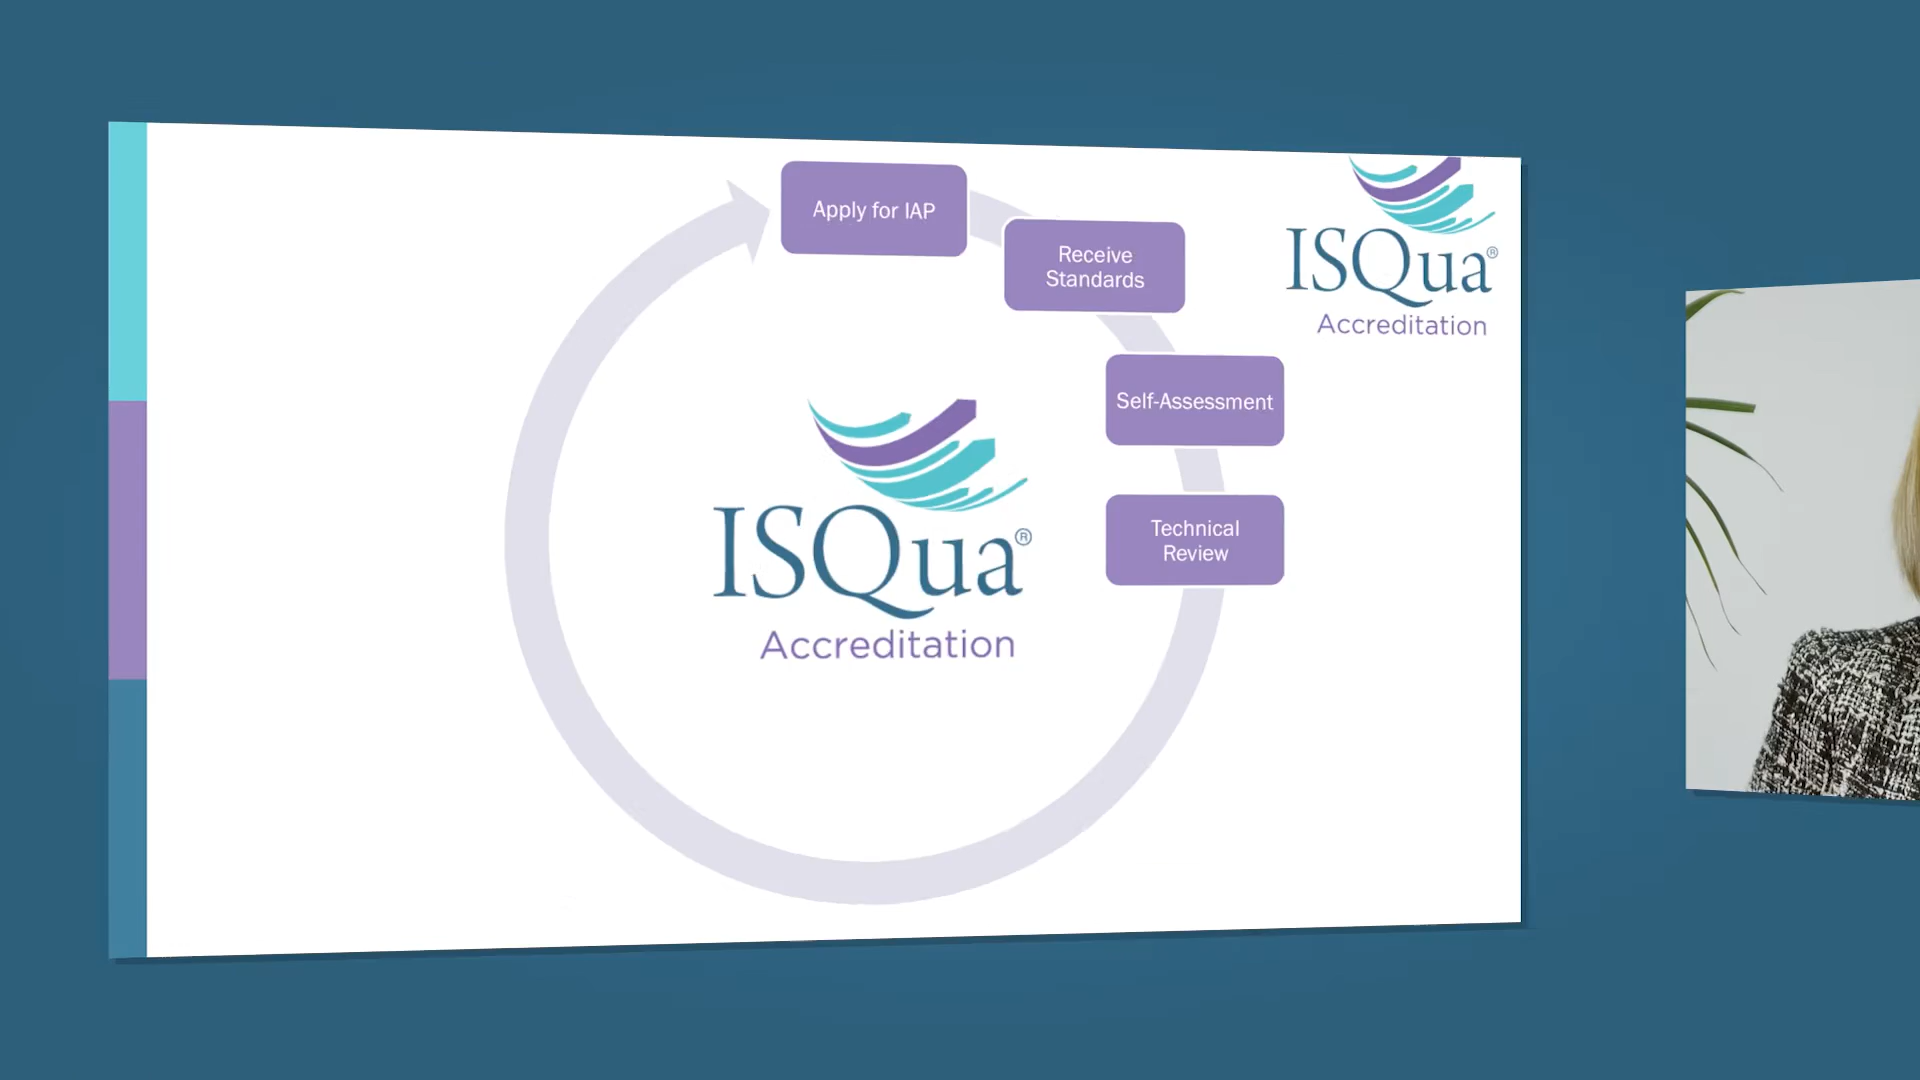 Apply for IAP
Receive
Standards
ISQua®
Accreditation
Self-Assessment
Technical
Review
ISQua®
Accreditation